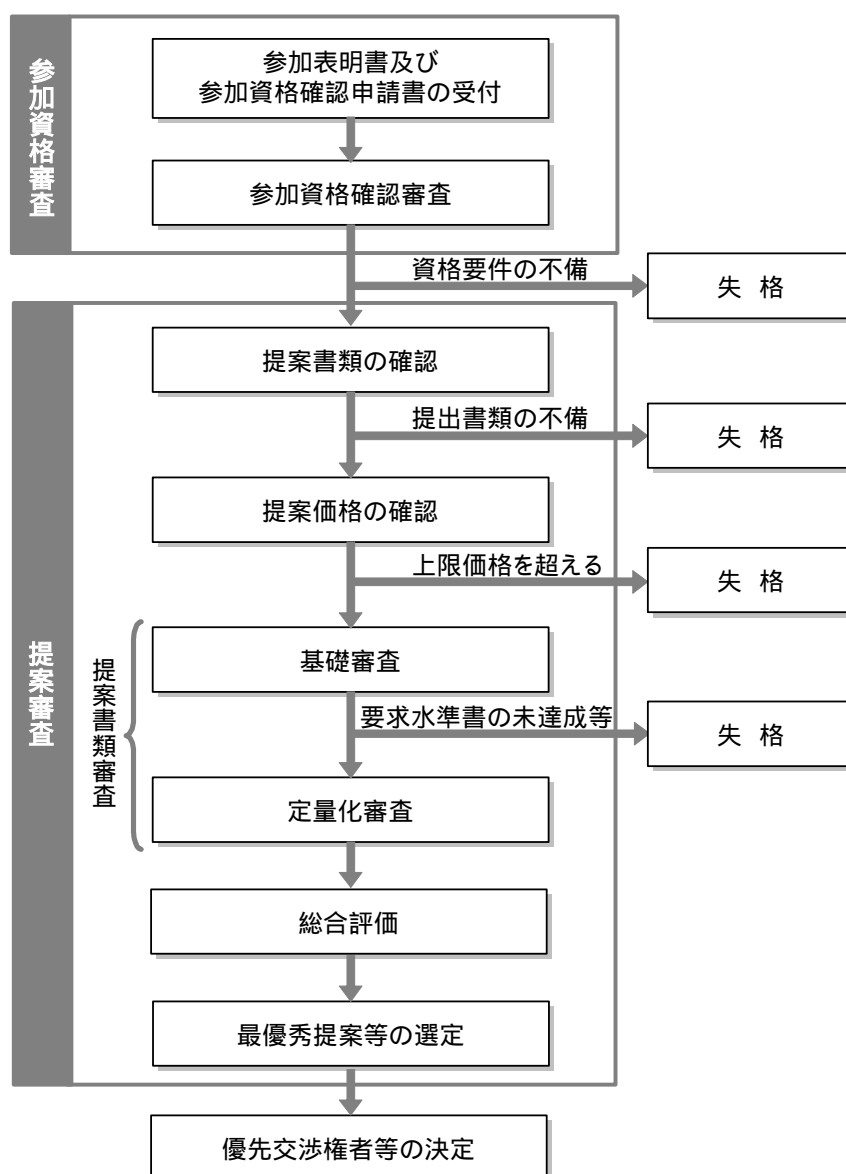 参加資格審査
参加表明書及び
参加資格確認申請書の受付
参加資格確認審査
資格要件の不備
失 格
提案審査
提案書類の確認
提出書類の不備
失 格
提案価格の確認
上限価格を超える
失 格
提案書類審査
基礎審査
要求水準書の未達成等
失 格
定量化審査
総合評価
最優秀提案等の選定
優先交渉権者等の決定